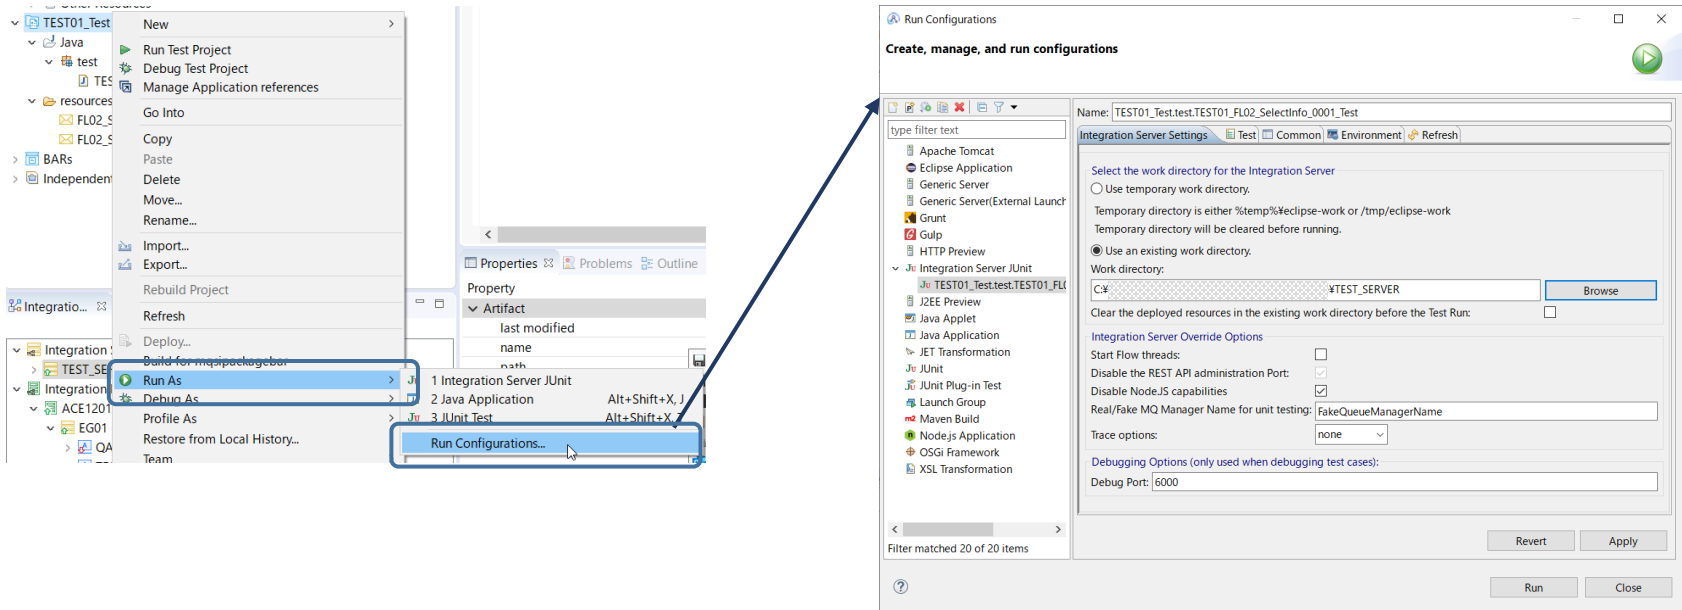 TEST01_Test
Java
test
TES
resources
FL02_S
FL02_S
BARs
Independent
New
Run Test Project
Debug Test Project
Manage Application references
Go Into
Copy
Paste
Delete
Move...
Rename...
Import...
Export...
Rebuild Project
Refresh
Deploy...
Build for mqsipackagebar
Run As
Debug As
Profile As
Restore from Local History...
Team
Integratio...
Integration S
TEST_SE
Integration
ACE1201
EG01
QA
Properties
Problems
Outline
Property
Artifact
last modified
name
path
1 Integration Server JUnit
2 Java Application Alt+Shift+X, J
3 JUnit Test Alt+Shift+X, T
Run Configurations...
Run Configurations
Create, manage, and run configurations
type filter text
Apache Tomcat
Eclipse Application
Generic Server
Generic Server(External Launch
Grunt
Gulp
HTTP Preview
Integration Server JUnit
TEST01_Test.test.TEST01_FL0
J2EE Preview
Java Applet
Java Application
JET Transformation
JUnit
JUnit Plug-in Test
Launch Group
Maven Build
Node.js Application
OSGi Framework
XSL Transformation
Filter matched 20 of 20 items
Name: TEST01_Test.test.TEST01_FL02_SelectInfo_0001_Test
Integration Server Settings Test Common Environment Refresh
Select the work directory for the Integration Server
Use temporary work directory.
Temporary directory is either %temp%¥eclipse-work or /tmp/eclipse-work
Temporary directory will be cleared before running.
Use an existing work directory.
Work directory:
C:¥ ¥TEST_SERVER
Browse
Clear the deployed resources in the existing work directory before the Test Run:
Integration Server Override Options
Start Flow threads:
Disable the REST API administration Port:
Disable NodeJS capabilities
Real/Fake MQ Manager Name for unit testing: FakeQueueManagerName
Trace options: none
Debugging Options (only used when debugging test cases):
Debug Port: 6000
Revert
Apply
Run
Close